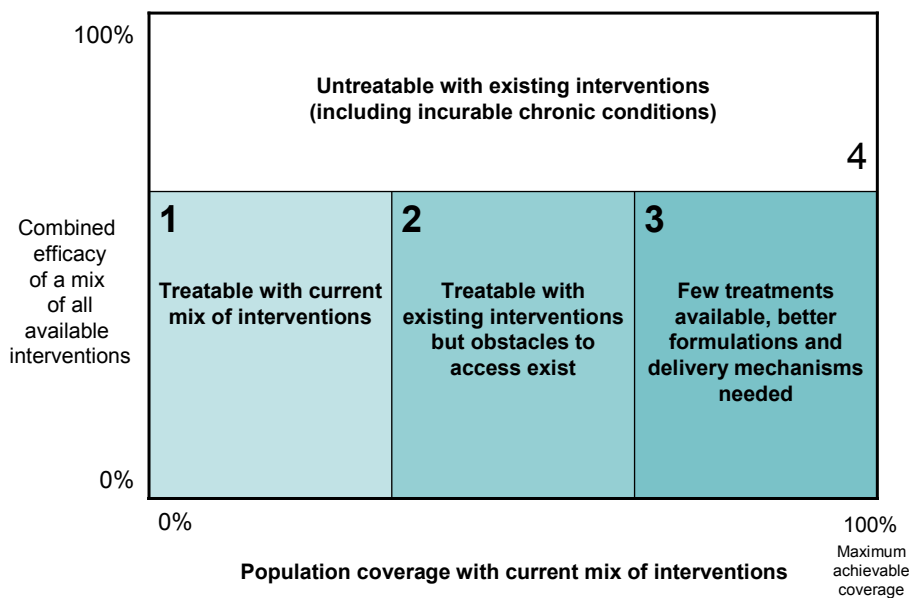 100%
Untreatable with existing interventions
(including incurable chronic conditions)
4
Combined
efficacy
of a mix
of all
available
interventions
1
Treatable with current
mix of interventions
2
Treatable with
existing interventions
but obstacles to
access exist
3
Few treatments
available, better
formulations and
delivery mechanisms
needed
0%
0%
100%
Maximum
achievable
coverage
Population coverage with current mix of interventions